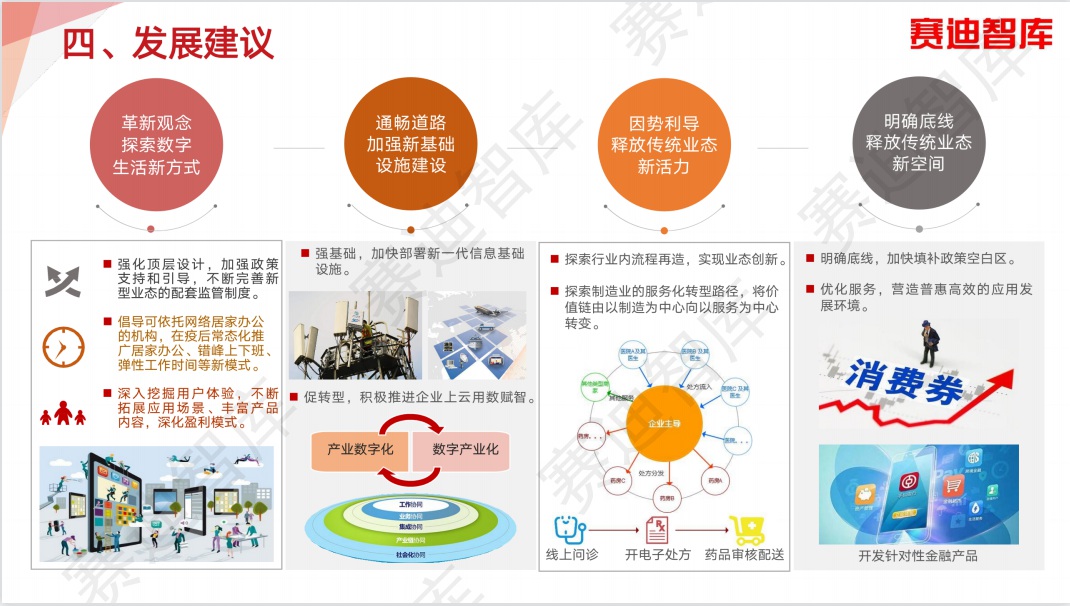 四、发展建议
赛迪智库
革新观念
探索数字
生活新方式
通畅道路
加强新基础
设施建设
因势利导
释放传统业态
新活力
明确底线
释放传统业态
新空间
强化顶层设计，加强政策
支持和引导，不断完善新
型业态的配套监管制度。
倡导可依托网络居家办公
的机构，在疫后常态化推
广居家办公、错峰上下班、
弹性工作时间等新模式。
深入挖掘用户体验，不断
拓展应用场景、丰富产品
内容，深化盈利模式。
强基础，加快部署新一代信息基础
设施。
促转型，积极推进企业上云用数赋智。
产业数字化
数字产业化
工作协同
业务协同
集成协同
产业链协同
社会化协同
探索行业内流程再造，实现业态创新。
探索制造业的服务化转型路径，将价
值链由以制造为中心向以服务为中心
转变。
医院A及其
医生
医院B 及其
医生
医院C 及其
医生
医院。。
处方流入
企业主导
处方分发
药房。。。
药房C
药房B
药房A
线上问诊
开电子处方
药品审核配送
明确底线，加快填补政策空白区。
优化服务，营造普惠高效的应用发
展环境。
消费券
开发针对性金融产品